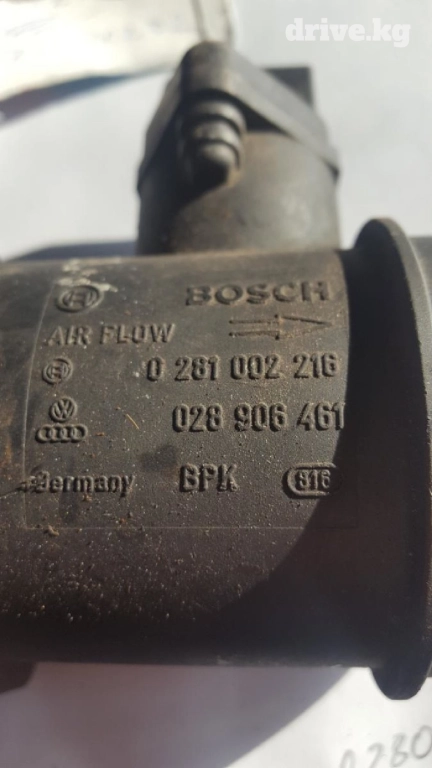 drive.kg
BOSCH
AIR FLOW
0 281 002 216
028 906 461
Germany BPK 816